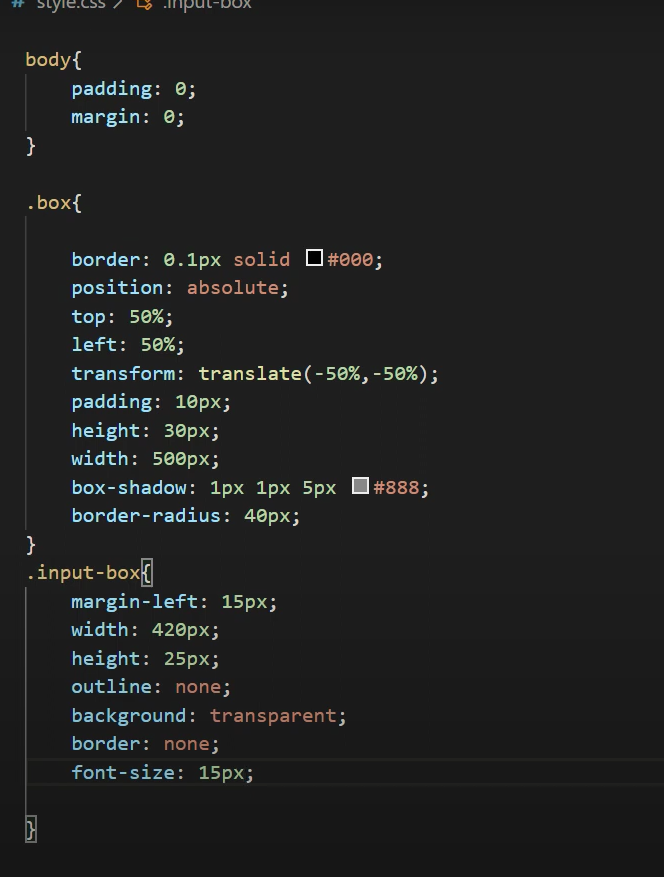 # style.css > .input-box
body{
padding: 0;
margin: 0;
}
.box{
border: 0.1px solid #000;
position: absolute;
top: 50%;
left: 50%;
transform: translate(-50%,-50%);
padding: 10px;
height: 30px;
width: 500px;
box-shadow: 1px 1px 5px #888;
border-radius: 40px;
}
.input-box{
margin-left: 15px;
width: 420px;
height: 25px;
outline: none;
background: transparent;
border: none;
font-size: 15px;
}